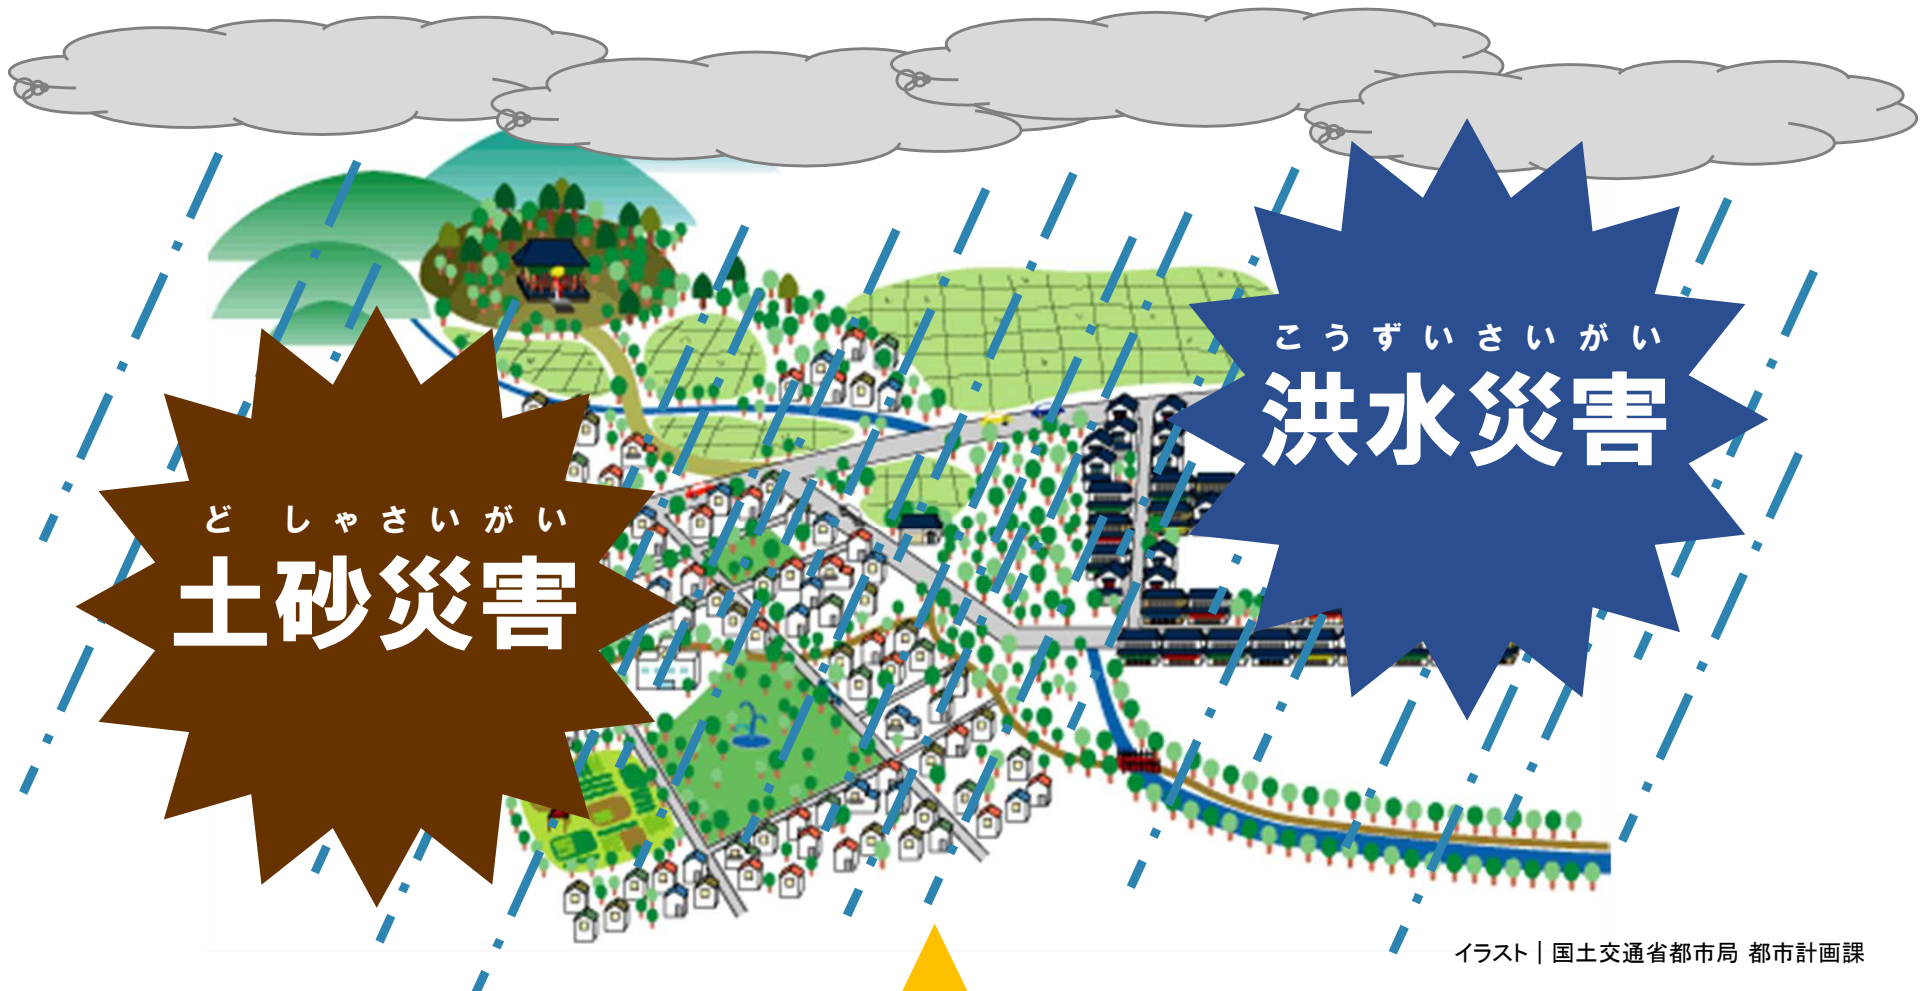 こうずいさいがい
洪水災害
どしゃさいがい
土砂災害
イラスト｜国土交通省都市局 都市計画課